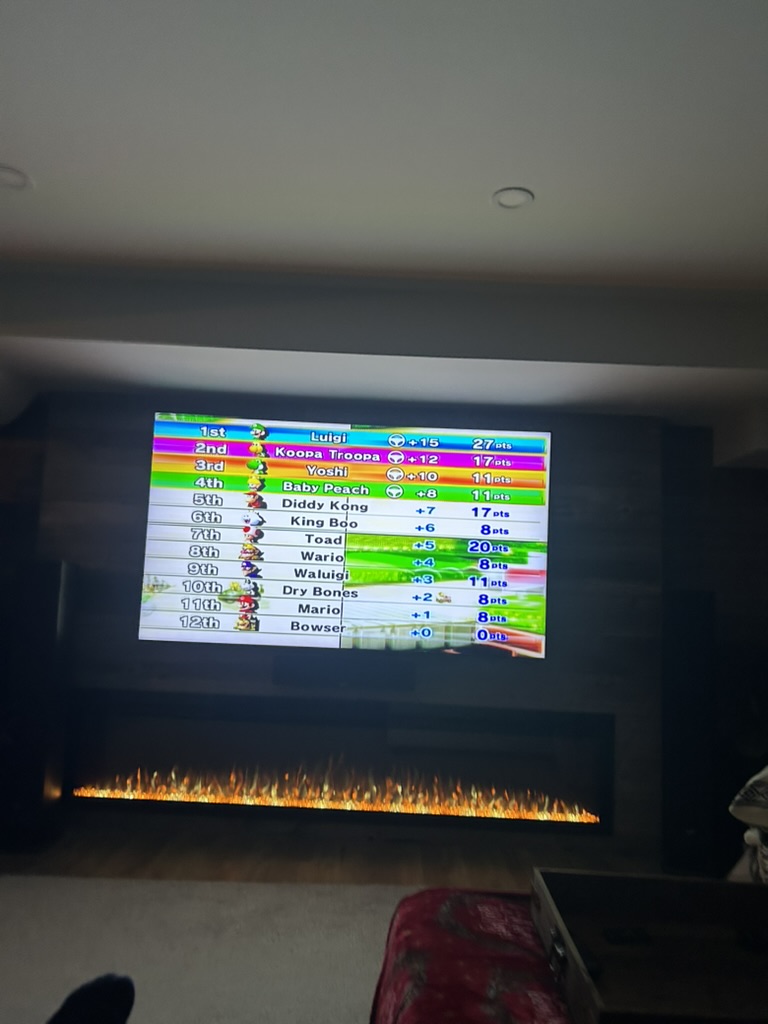 1st Luigi +15 27pts
2nd Koopa Troopa +12 17pts
3rd Yoshi +10 11pts
4th Baby Peach +8 11pts
5th Diddy Kong +7 17pts
6th King Boo +6 8pts
7th Toad +5 20pts
8th Wario +4 8pts
9th Waluigi +3 11pts
10th Dry Bones +2 8pts
11th Mario +1 8pts
12th Bowser +0 0pts